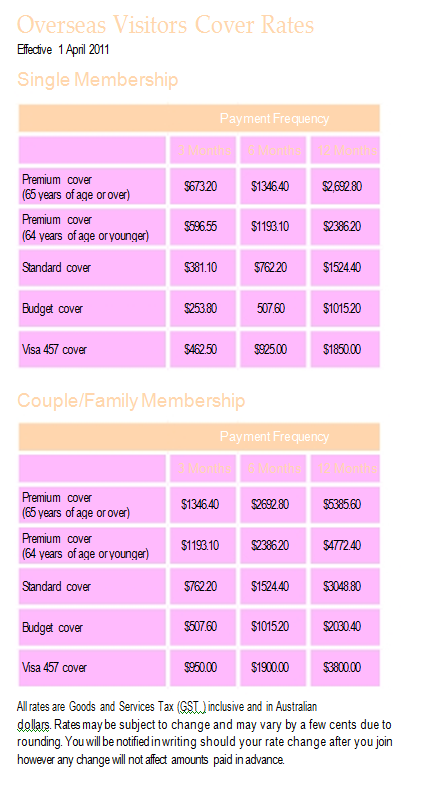 Overseas Visitors Cover Rates
Effective 1 April 2011
Single Membership
Payment Frequency
3 Months 6 Months 12 Months
Premium cover
(65 years of age or over) $673.20 $1346.40 $2,692.80
Premium cover
(64 years of age or younger) $596.55 $1193.10 $2386.20
Standard cover $381.10 $762.20 $1524.40
Budget cover $253.80 507.60 $1015.20
Visa 457 cover $462.50 $925.00 $1850.00
Couple/Family Membership
Payment Frequency
3 Months 6 Months 12 Months
Premium cover
(65 years of age or over) $1346.40 $2692.80 $5385.60
Premium cover
(64 years of age or younger) $1193.10 $2386.20 $4772.40
Standard cover $762.20 $1524.40 $3048.80
Budget cover $507.60 $1015.20 $2030.40
Visa 457 cover $950.00 $1900.00 $3800.00
All rates are Goods and Services Tax (GST ) inclusive and in Australian
dollars. Rates may be subject to change and may vary by a few cents due to
rounding. You will be notified in writing should your rate change after you join
however any change will not affect amounts paid in advance.